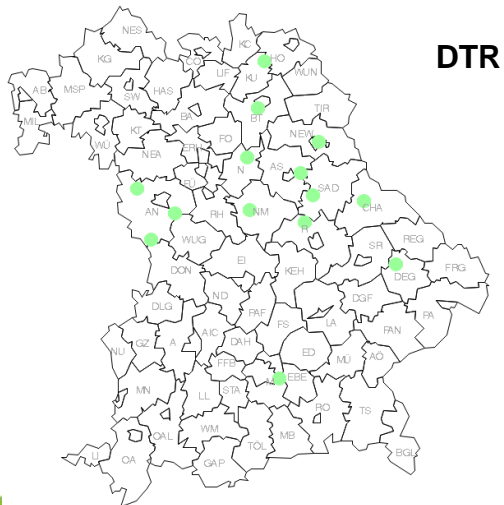 DTR
NES
KC
HO
KG
CO
LIF
KU
WUN
AB
MSP
SW
HAS
BA
BT
TIR
MIL
WÜ
KT
NEA
ERH
FO
NEW
FÜ
N
AS
SAD
AN
RH
NM
CHA
WUG
R
EI
SR
REG
DON
KEH
DEG
FRG
ND
DLG
PAF
DGF
PA
NU
GZ
A
AIC
FS
LA
PAN
DAH
ED
MÜ
AÖ
FFB
EBE
MN
LL
STA
RO
TS
OAL
WM
TÖL
MB
LI
OA
GAP
BGL